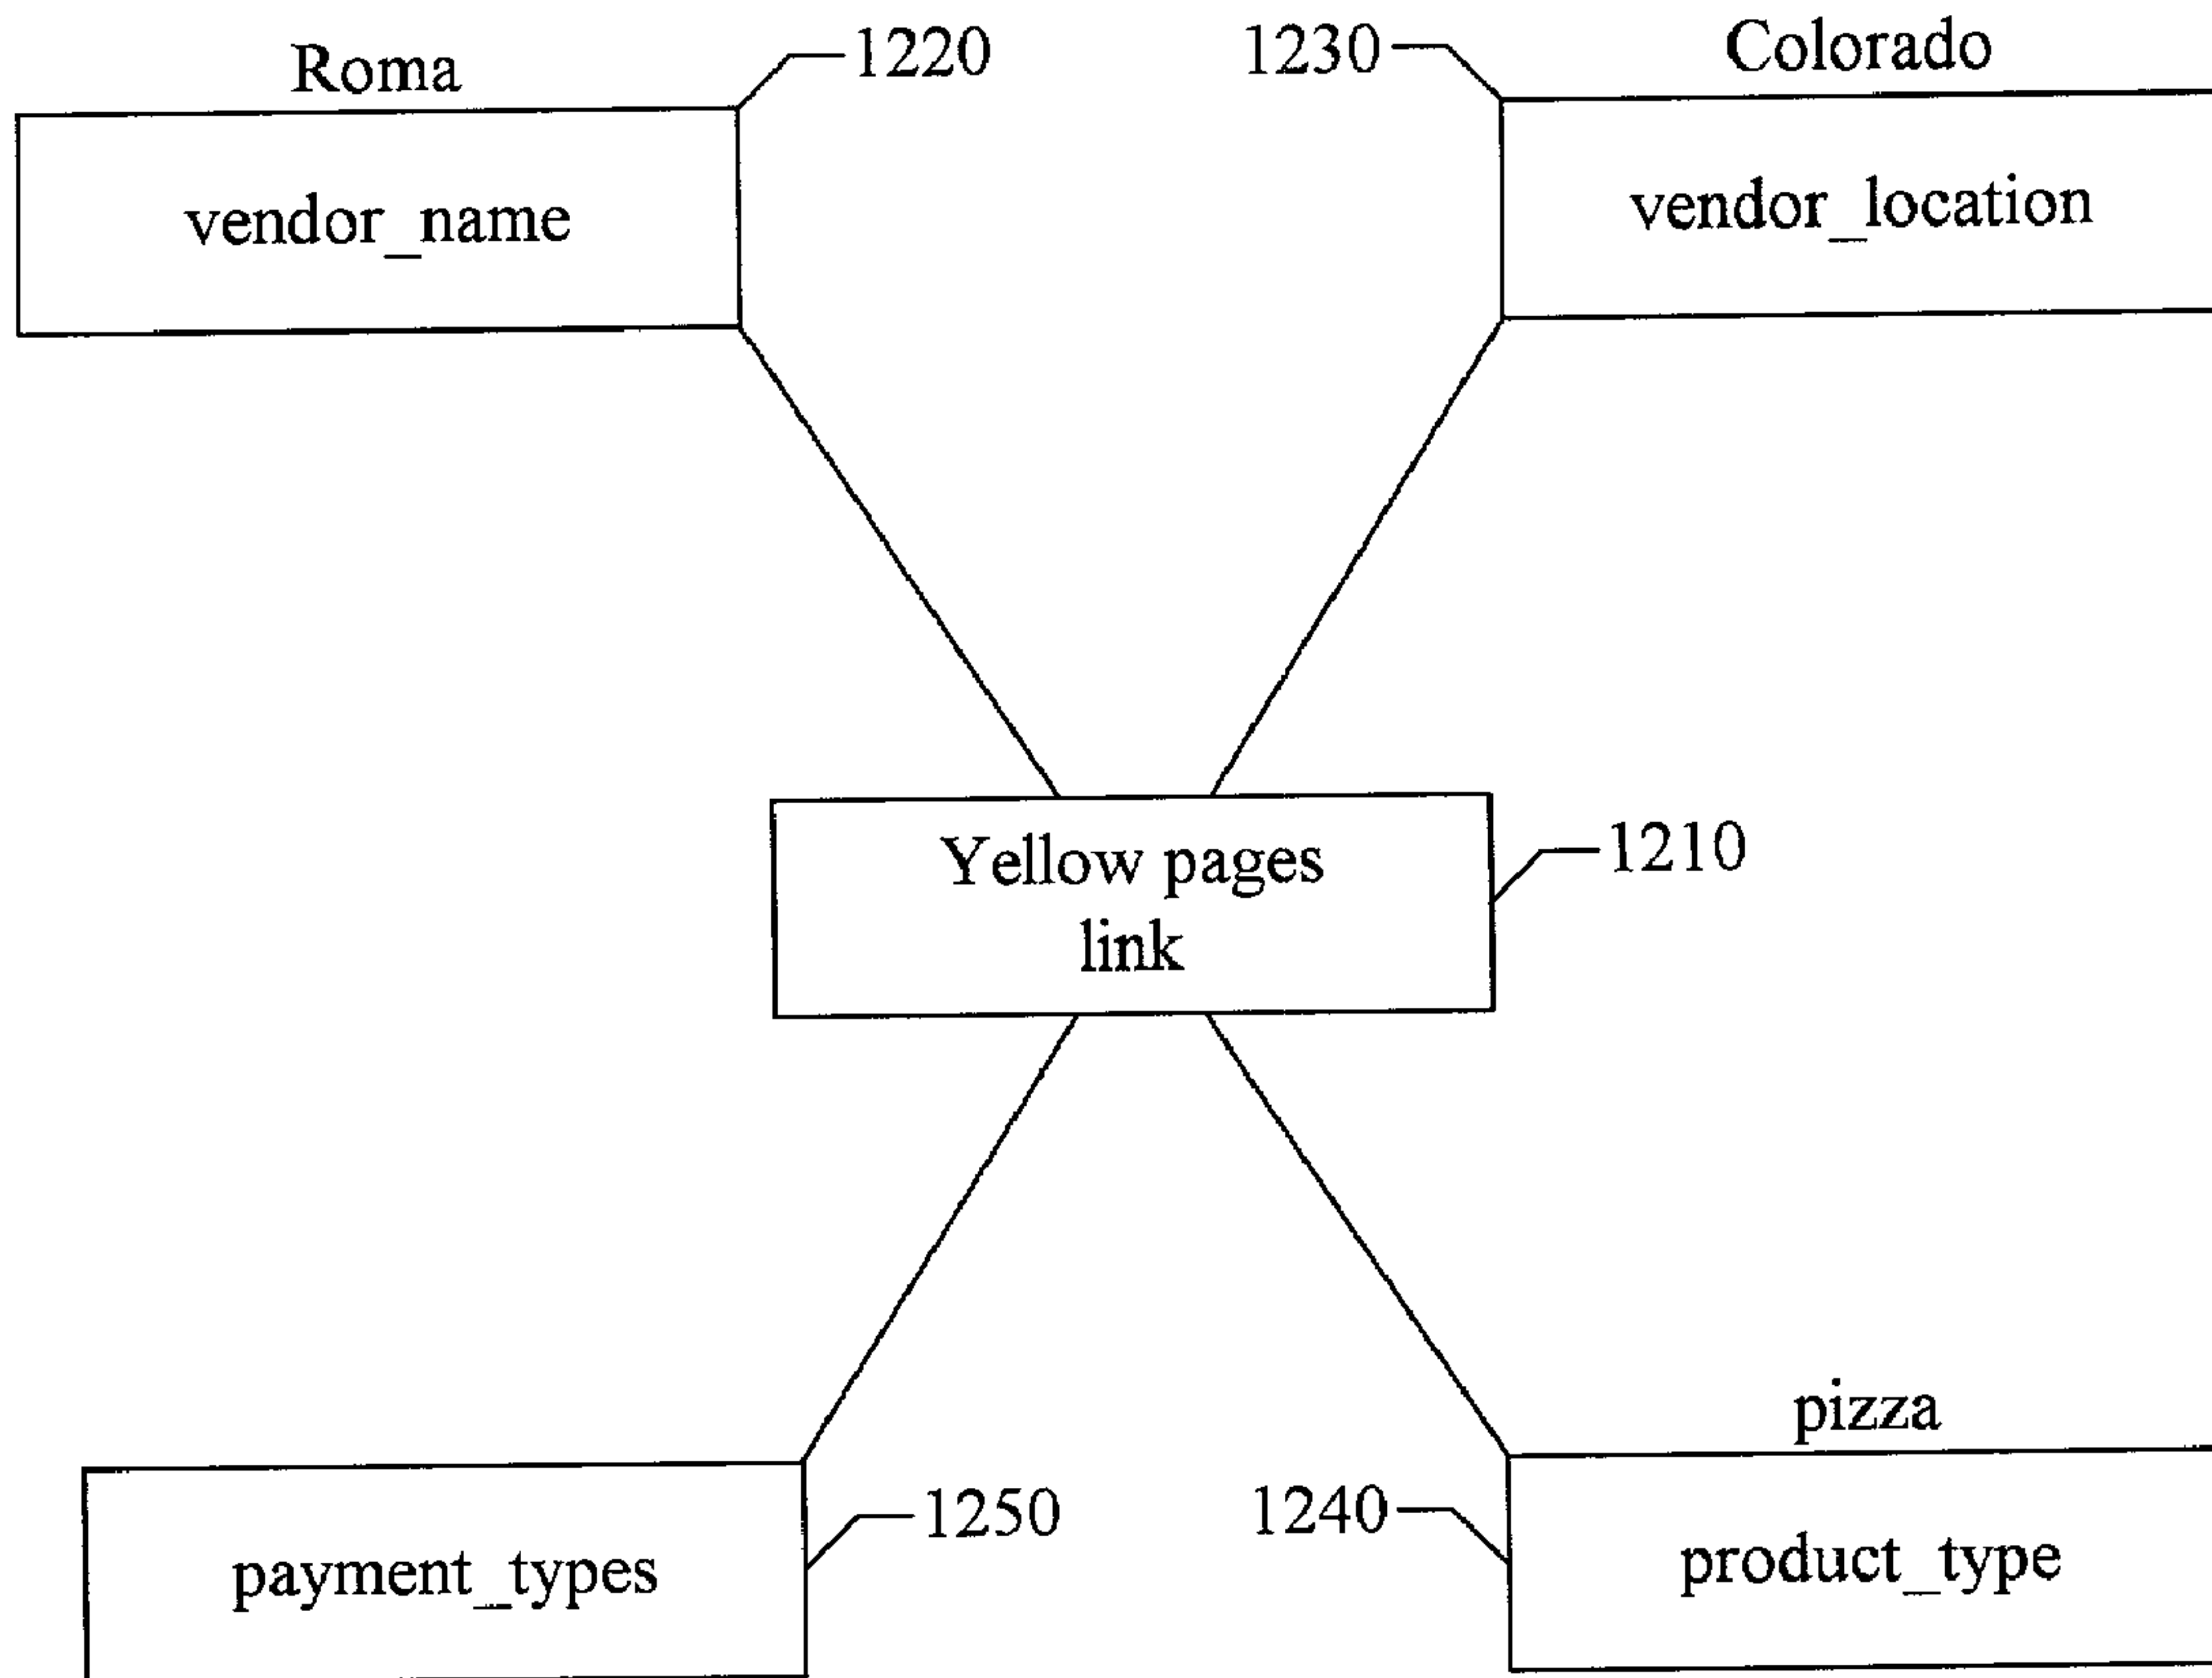 Roma
1220
1230
Colorado
vendor_name
vendor_location
Yellow pages
link
1210
pizza
1250
1240
payment_types
product_type